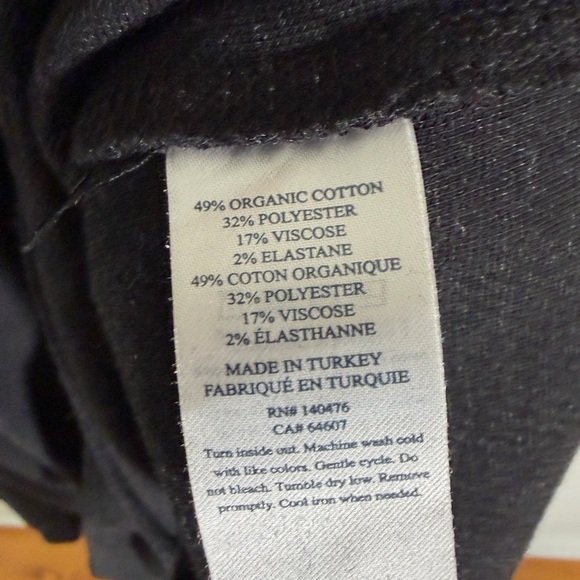 49% ORGANIC COTTON
32% POLYESTER
17% VISCOSE
2% ELASTANE
49% COTON ORGANIQUE
32% POLYESTER
17% VISCOSE
2% ÉLASTHANNE
MADE IN TURKEY
FABRIQUÉ EN TURQUIE
RN# 140476
CA# 64607
Turn inside out. Machine wash cold
with like colors. Gentle cycle. Do
not bleach. Tumble dry low. Remove
promptly. Cool iron when needed.